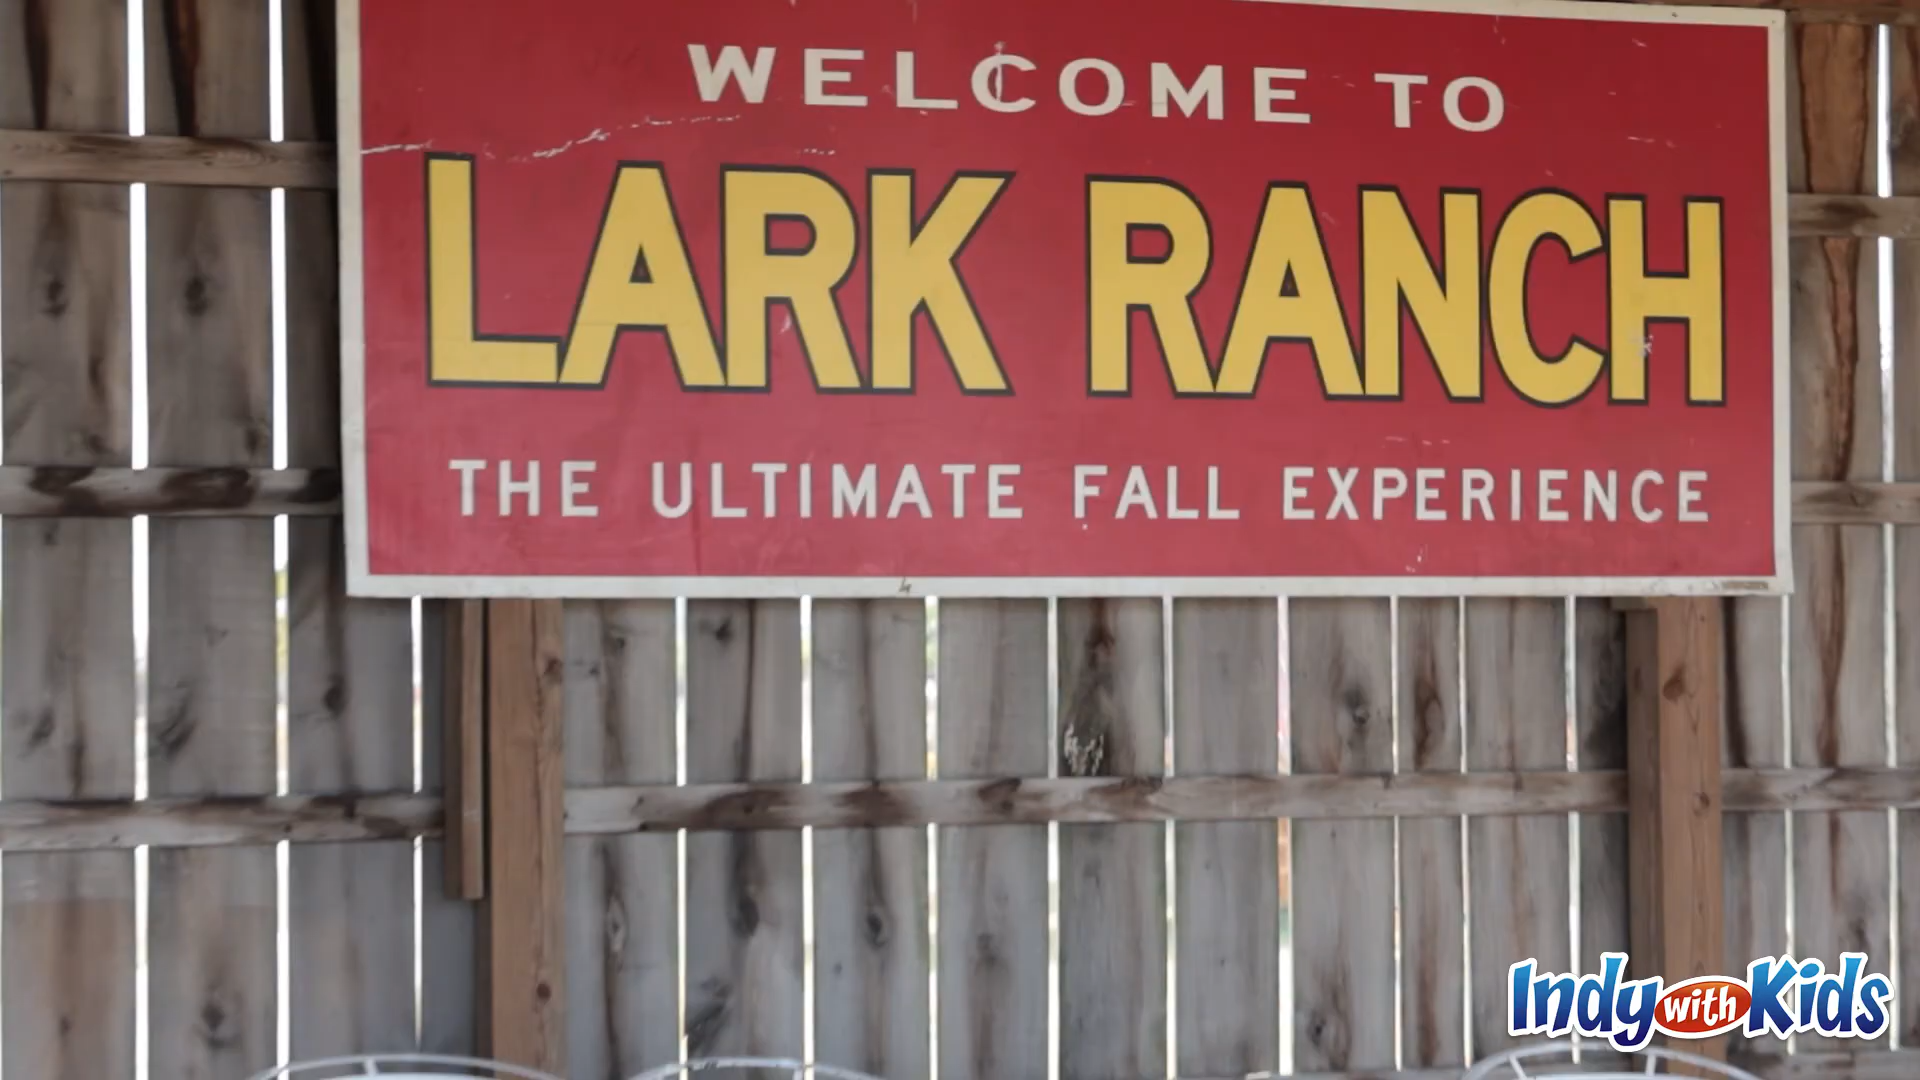 WELCOME TO
LARK RANCH
THE ULTIMATE FALL EXPERIENCE
Indy with Kids